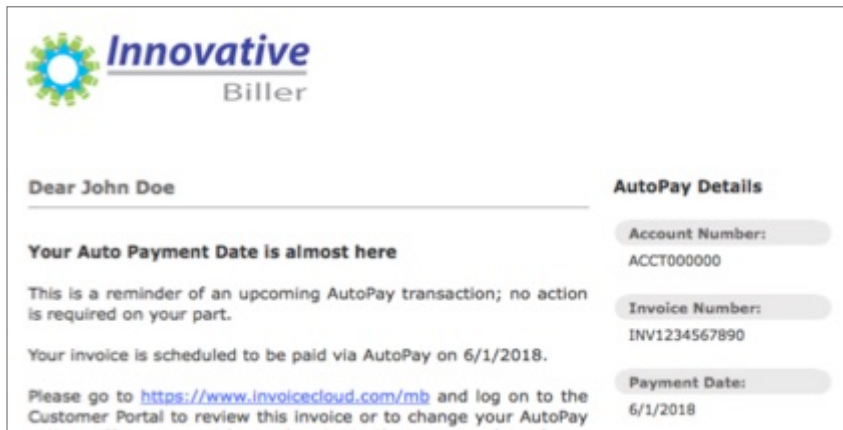 Innovative
Biller
Dear John Doe
Your Auto Payment Date is almost here
This is a reminder of an upcoming AutoPay transaction; no action
is required on your part.
Your invoice is scheduled to be paid via AutoPay on 6/1/2018.
Please go to https://www.invoicecloud.com/mb and log on to the
Customer Portal to review this invoice or to change your AutoPay
AutoPay Details
Account Number:
ACCT000000
Invoice Number:
INV1234567890
Payment Date:
6/1/2018